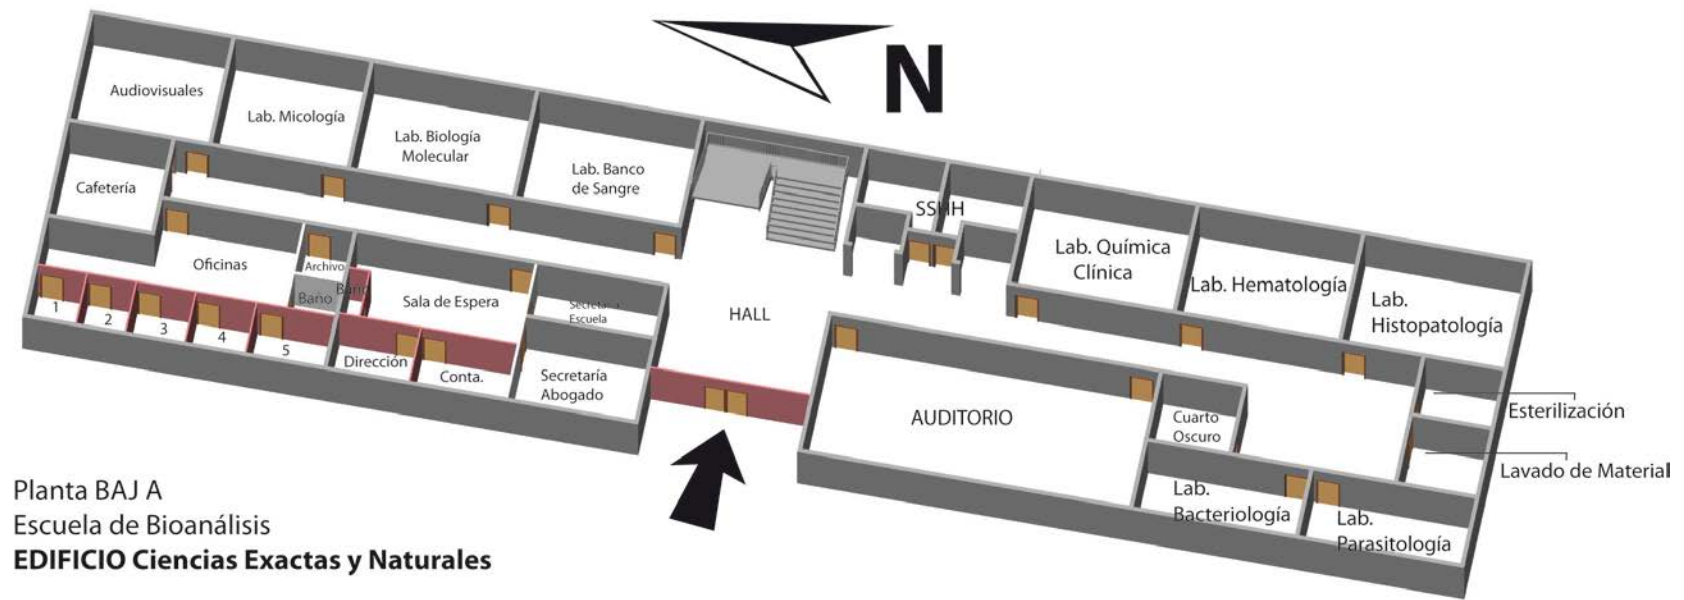 N
Audiovisuales
Lab. Micología
Lab. Biología
Molecular
Lab. Banco
de Sangre
Cafetería
SSHH
Lab. Química
Clínica
Lab. Hematología
Lab.
Histopatología
Oficinas
Archivo
Baño
Baño
Sala de Espera
Secretaría
Escuela
HALL
1
2
3
4
5
Dirección
Conta.
Secretaría
Abogado
AUDITORIO
Cuarto
Oscuro
Esterilización
Lavado de Material
Lab.
Bacteriología
Lab.
Parasitología
Planta BAJ A
Escuela de Bioanálisis
EDIFICIO Ciencias Exactas y Naturales